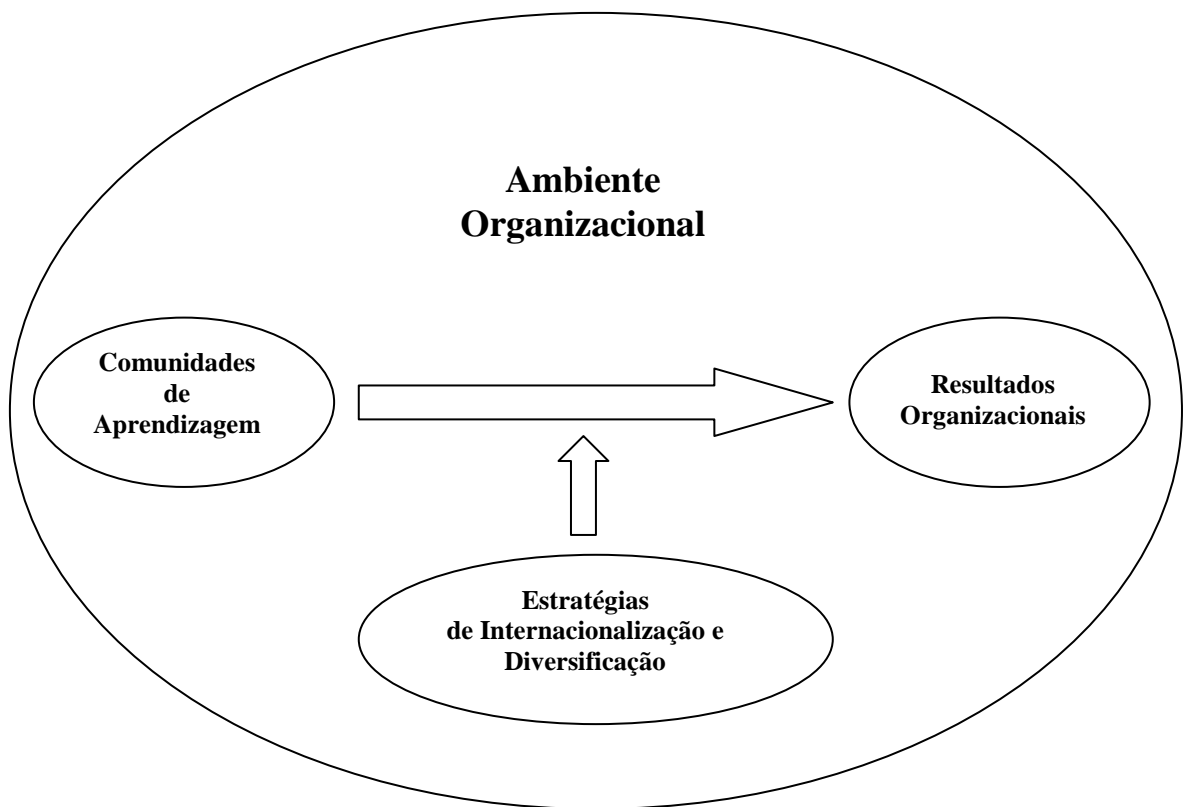 Ambiente
Organizacional
Comunidades
de
Aprendizagem
Resultados
Organizacionais
Estratégias
de Internacionalização e
Diversificação